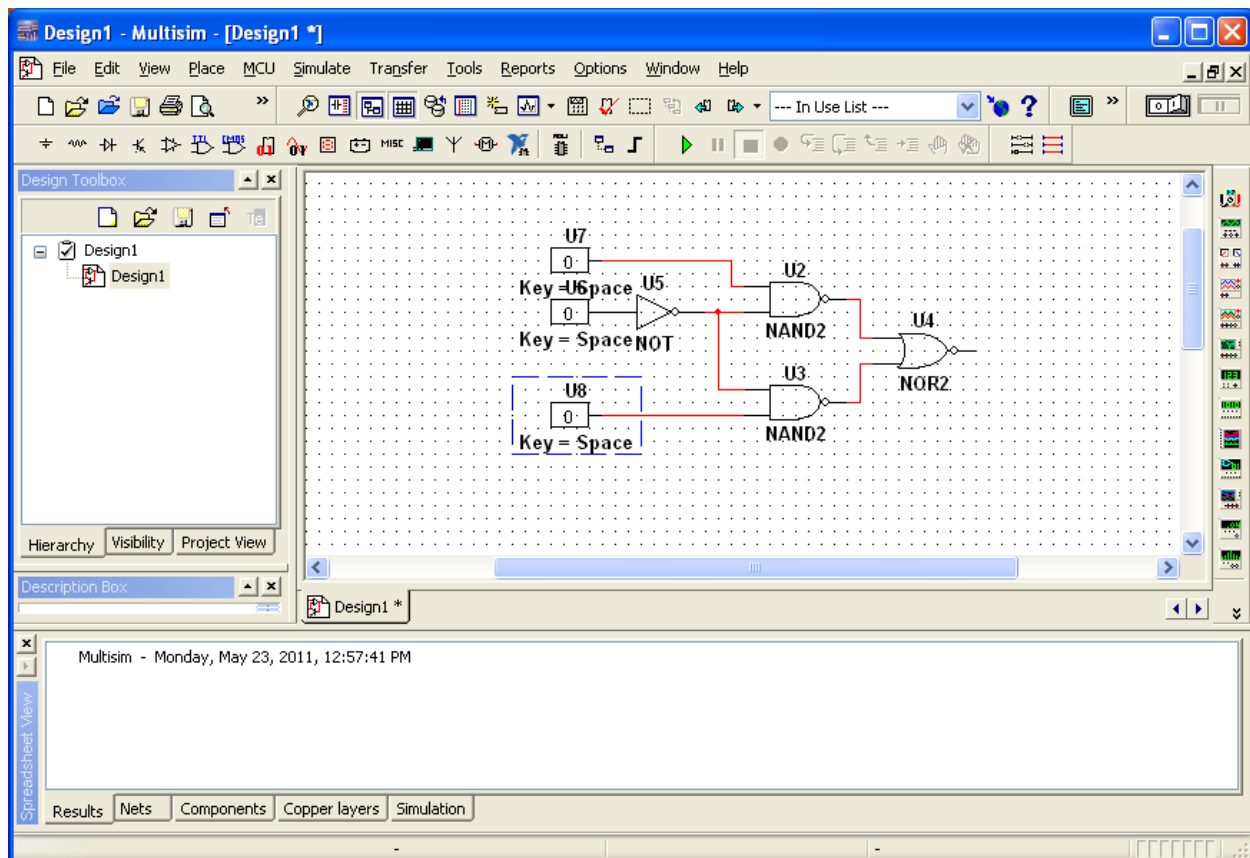 Design1 - Multisim - [Design1 *]
File Edit View Place MCU Simulate Transfer Tools Reports Options Window Help
--- In Use List ---
MISC
Design Toolbox
Design1
Design1
U7
0
Key = Space
U6
0
Key = Space
U5
NOT
U2
NAND2
U4
NOR2
U3
NAND2
U8
0
Key = Space
Hierarchy Visibility Project View
Description Box
Design1 *
Multisim - Monday, May 23, 2011, 12:57:41 PM
Spreadsheet View
Results Nets Components Copper layers Simulation